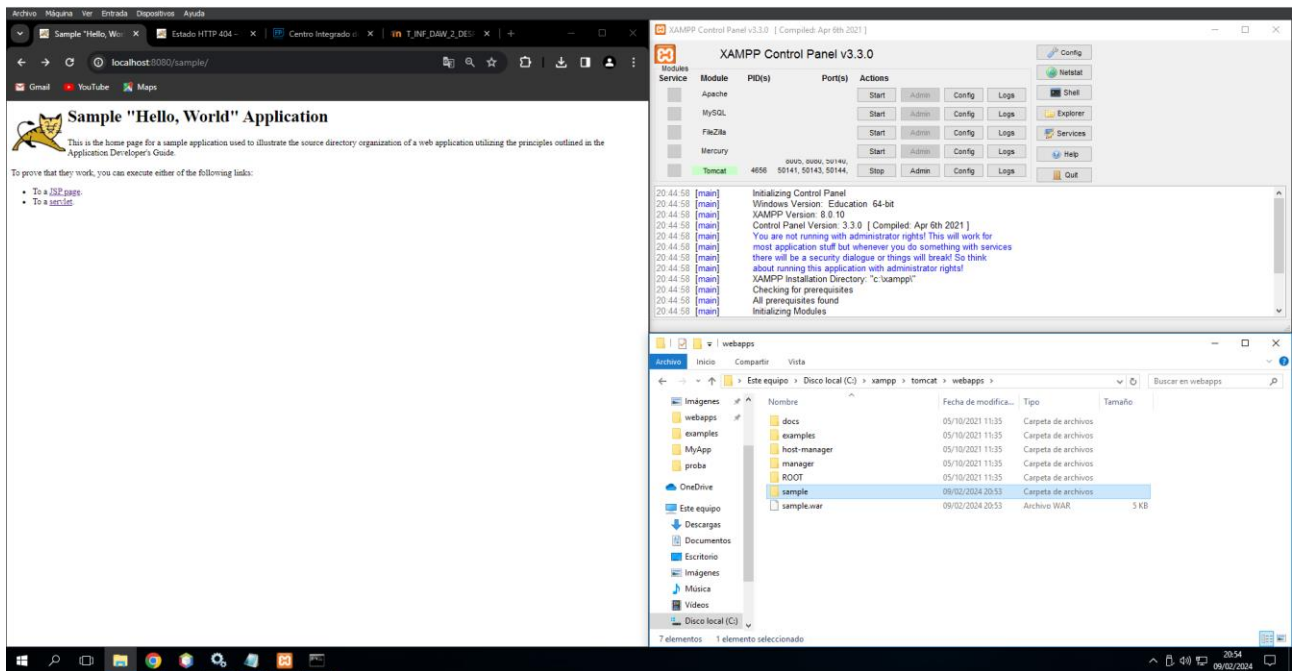 Archivo Máquina Ver Entrada Dispositivos Ayuda
Sample "Hello, Wor
Estado HTTP 404 –
Centro Integrado d
T_INF_DAW_2_DES
localhost:8080/sample/
Gmail YouTube Maps
Sample "Hello, World" Application
This is the home page for a sample application used to illustrate the source directory organization of a web application utilizing the principles outlined in the
Application Developer's Guide.
To prove that they work, you can execute either of the following links:
To a JSP page.
To a servlet.
XAMPP Control Panel v3.3.0 [ Compiled: Apr 6th 2021 ]
XAMPP Control Panel v3.3.0
Config
Netstat
Shell
Explorer
Services
Help
Quit
Modules
Service Module PID(s) Port(s) Actions
Apache Start Admin Config Logs
MySQL Start Admin Config Logs
FileZilla Start Admin Config Logs
Mercury Start Admin Config Logs
8005, 8080, 50140,
Tomcat 4656 50141, 50143, 50144, Stop Admin Config Logs
20:44:58 [main] Initializing Control Panel
20:44:58 [main] Windows Version: Education 64-bit
20:44:58 [main] XAMPP Version: 8.0.10
20:44:58 [main] Control Panel Version: 3.3.0 [ Compiled: Apr 6th 2021 ]
20:44:58 [main] You are not running with administrator rights! This will work for
20:44:58 [main] most application stuff but whenever you do something with services
20:44:58 [main] there will be a security dialogue or things will break! So think
20:44:58 [main] about running this application with administrator rights!
20:44:58 [main] XAMPP Installation Directory: "c:\xampp\"
20:44:58 [main] Checking for prerequisites
20:44:58 [main] All prerequisites found
20:44:58 [main] Initializing Modules
webapps
Archivo Inicio Compartir Vista
Este equipo > Disco local (C:) > xampp > tomcat > webapps >
Buscar en webapps
Imágenes
webapps
examples
MyApp
proba
OneDrive
Este equipo
Descargas
Documentos
Escritorio
Imágenes
Música
Vídeos
Disco local (C:)
Nombre Fecha de modifica... Tipo Tamaño
docs 05/10/2021 11:35 Carpeta de archivos
examples 05/10/2021 11:35 Carpeta de archivos
host-manager 05/10/2021 11:35 Carpeta de archivos
manager 05/10/2021 11:35 Carpeta de archivos
ROOT 05/10/2021 11:35 Carpeta de archivos
sample 09/02/2024 20:53 Carpeta de archivos
sample.war 09/02/2024 20:53 Archivo WAR 5 KB
7 elementos 1 elemento seleccionado
20:54
09/02/2024